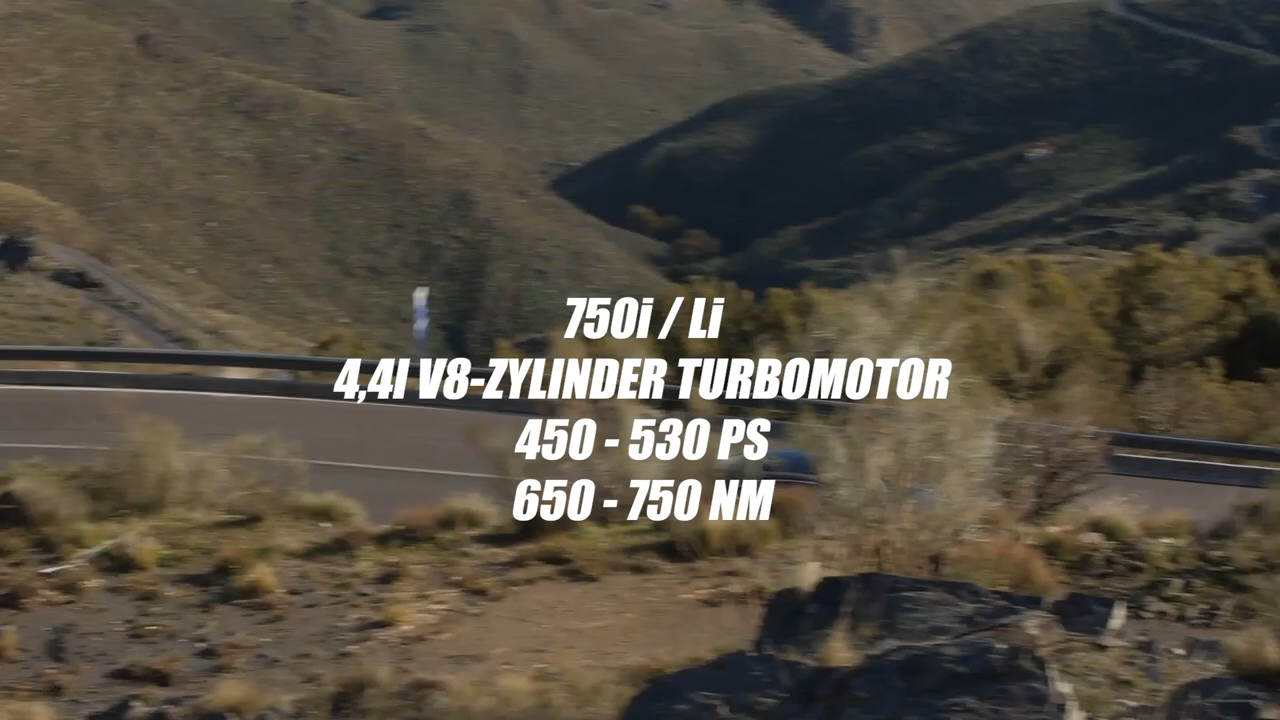 750i / Li
4,4l V8-ZYLINDER TURBOMOTOR
450 - 530 PS
650 - 750 NM